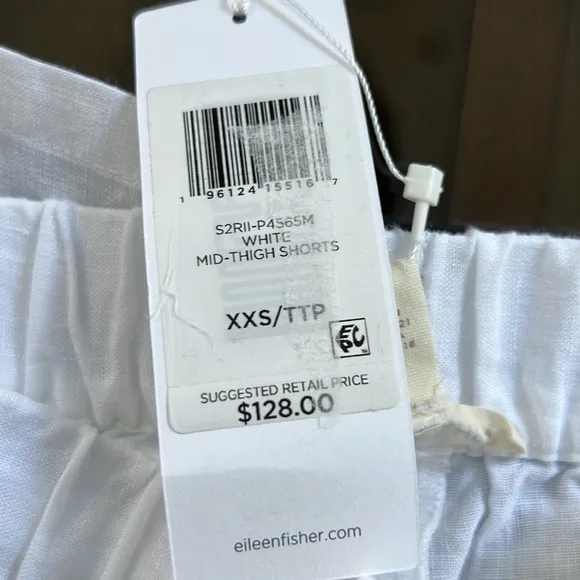 1 96124 15516 7
S2RII-P4565M
WHITE
MID-THIGH SHORTS
XXS/TTP
EPC
SUGGESTED RETAIL PRICE
$128.00
eileenfisher.com